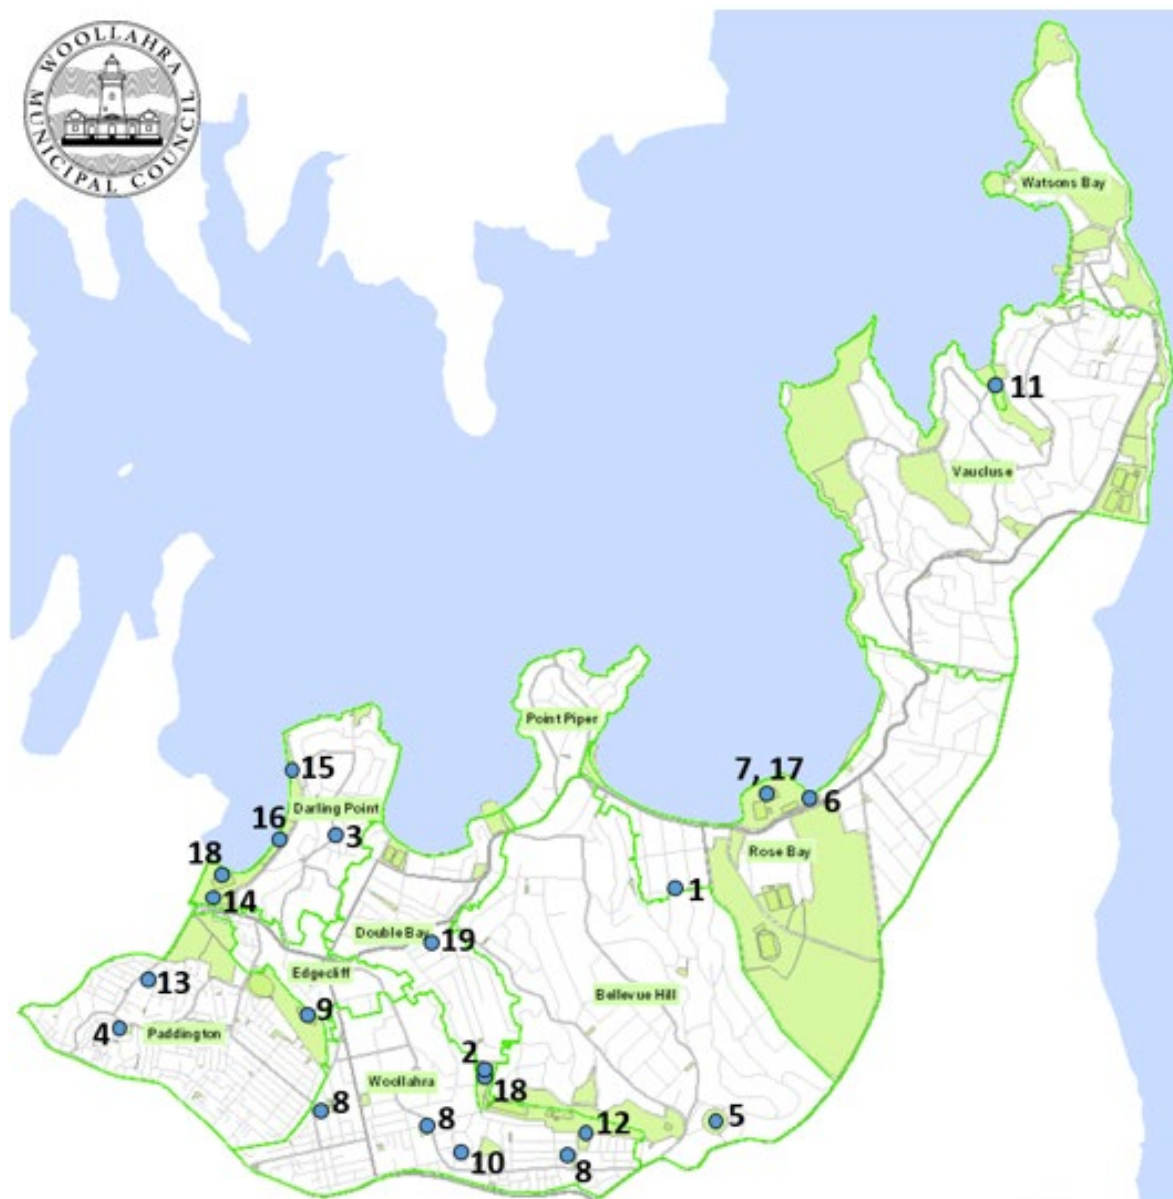 WOOLLAHRA
MUNICIPAL COUNCIL
Watsons Bay
11
Vaucluse
Point Piper
15
7, 17
6
Darling Point
16
3
Rose Bay
18
1
14
Double Bay
19
Edgecliff
13
Bellevue Hill
9
4
Paddington
2
Woollahra
18
8
8
12
5
10
8